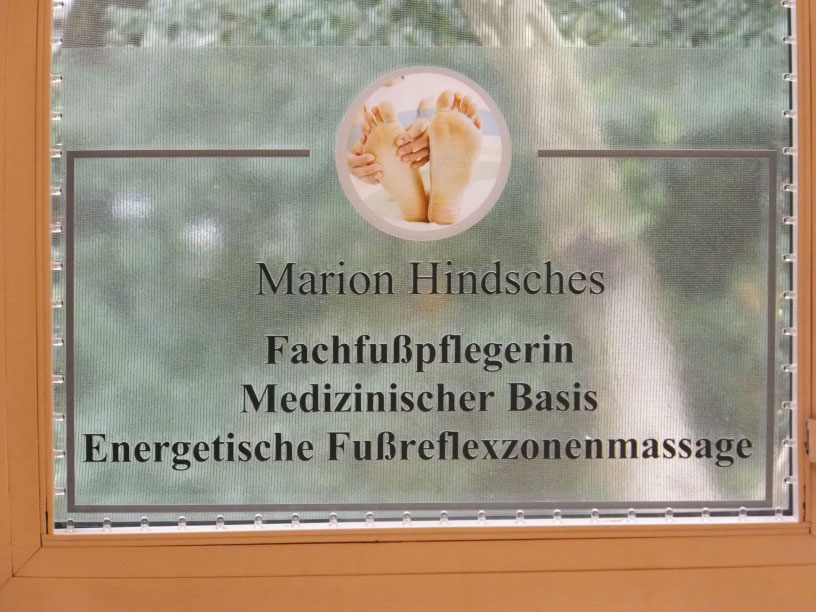 Marion Hindsches
Fachfußpflegerin
Medizinischer Basis
Energetische Fußreflexzonenmassage